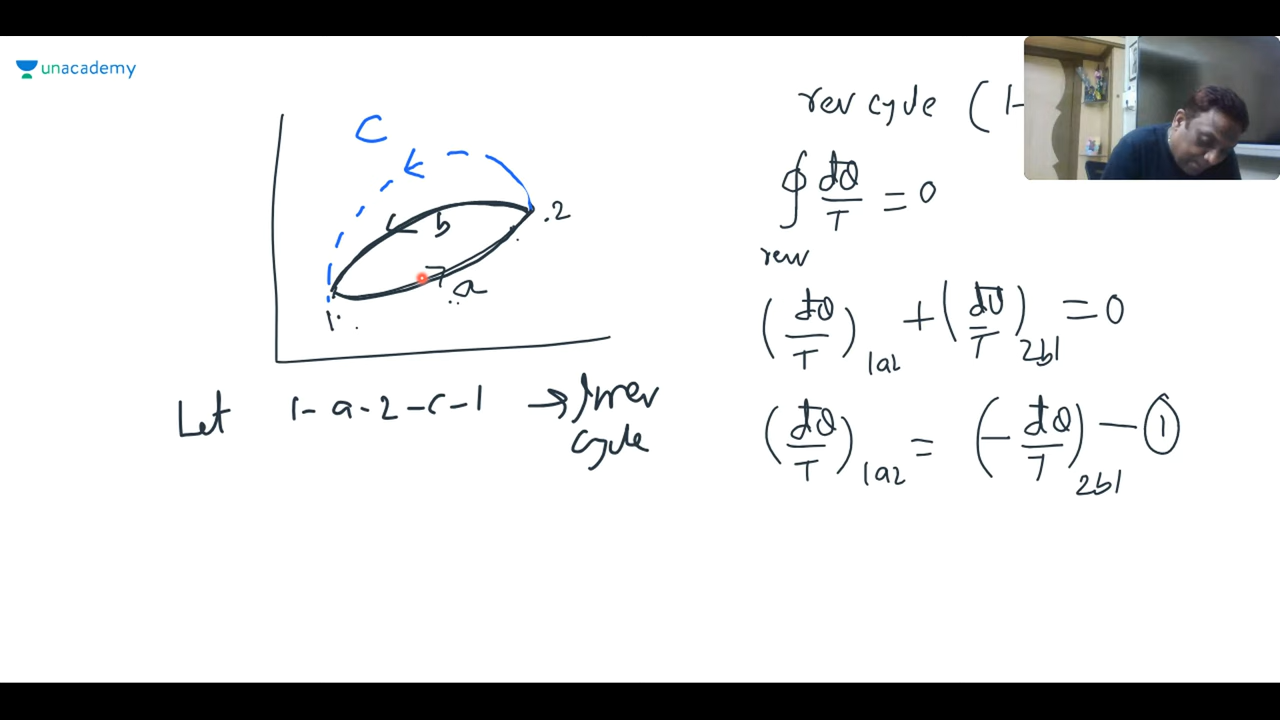 unacademy
C
b
.2
a
1
Let 1-a-2-c-1 → Irrev
cycle
rev cycle (1-
∮ dQ/T = 0
rev
(dQ/T)1a2 + (dQ/T)2b1 = 0
(dQ/T)1a2 = (-dQ/T)2b1 — ①